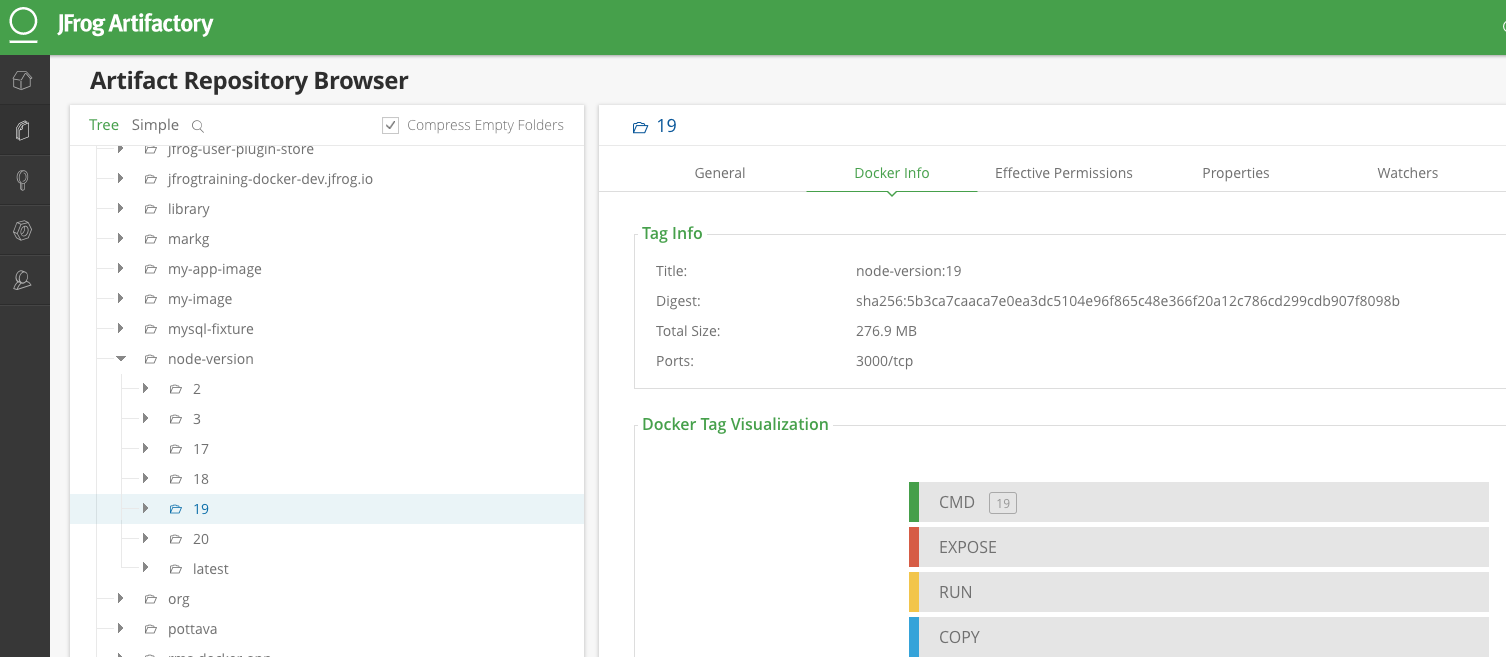 JFrog Artifactory
Artifact Repository Browser
Tree Simple Compress Empty Folders
jfrog-user-plugin-store
jfrogtraining-docker-dev.jfrog.io
library
markg
my-app-image
my-image
mysql-fixture
node-version
2
3
17
18
19
20
latest
org
pottava
19
General Docker Info Effective Permissions Properties Watchers
Tag Info
Title: node-version:19
Digest: sha256:5b3ca7caaca7e0ea3dc5104e96f865c48e366f20a12c786cd299cdb907f8098b
Total Size: 276.9 MB
Ports: 3000/tcp
Docker Tag Visualization
CMD 19
EXPOSE
RUN
COPY